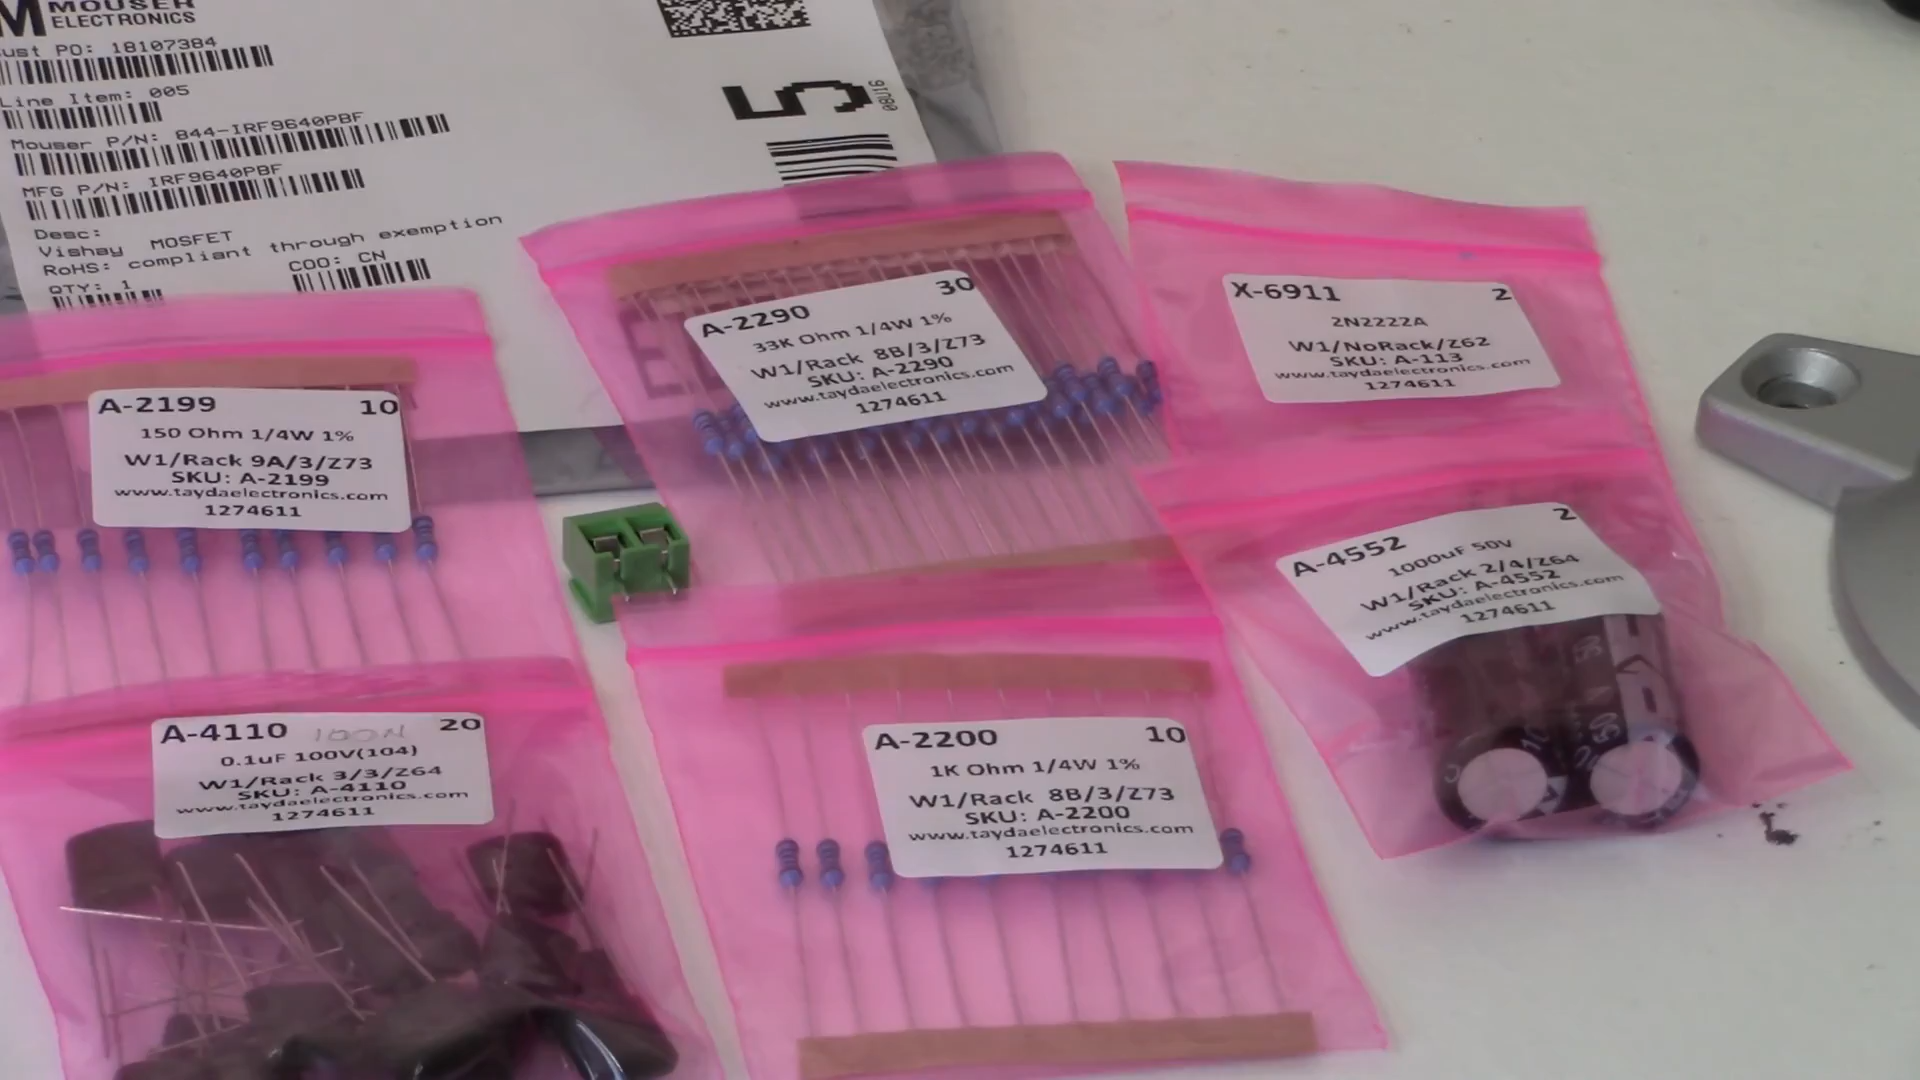 MOUSER
ELECTRONICS
ust PO: 18107384
Line Item: 005
Mouser P/N: 844-IRF9640PBF
MFG P/N: IRF9640PBF
Desc:
Vishay MOSFET
RoHS: compliant through exemption
COO: CN
QTY: 1
5
A-2290 30
33K Ohm 1/4W 1%
W1/Rack 8B/3/Z73
SKU: A-2290
www.taydaelectronics.com
1274611
X-6911 2
2N2222A
W1/NoRack/Z62
SKU: A-113
www.taydaelectronics.com
1274611
A-2199 10
150 Ohm 1/4W 1%
W1/Rack 9A/3/Z73
SKU: A-2199
www.taydaelectronics.com
1274611
A-4552 2
1000uF 50V
W1/Rack 2/4/Z64
SKU: A-4552
www.taydaelectronics.com
1274611
A-4110 100N 20
0.1uF 100V(104)
W1/Rack 3/3/Z64
SKU: A-4110
www.taydaelectronics.com
1274611
A-2200 10
1K Ohm 1/4W 1%
W1/Rack 8B/3/Z73
SKU: A-2200
www.taydaelectronics.com
1274611